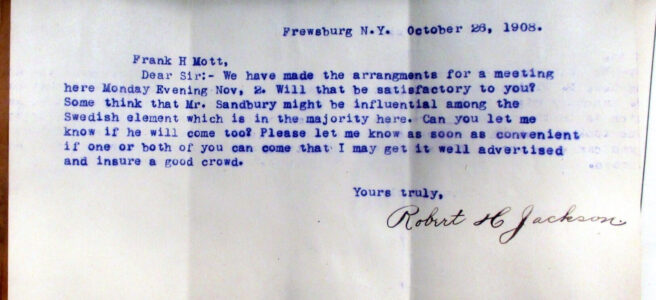 Frewsburg N.Y. October 26, 1908.
Frank H Mott,
Dear Sir:- We have made the arrangments for a meeting
here Monday Evening Nov, 2. Will that be satisfactory to you?
Some think that Mr. Sandbury might be influential among the
Swedish element which is in the majority here. Can you let me
know if he will come too? Please let me know as soon as convenient
if one or both of you can come that I may get it well advertised
and insure a good crowd.
Yours truly,
Robert H Jackson.